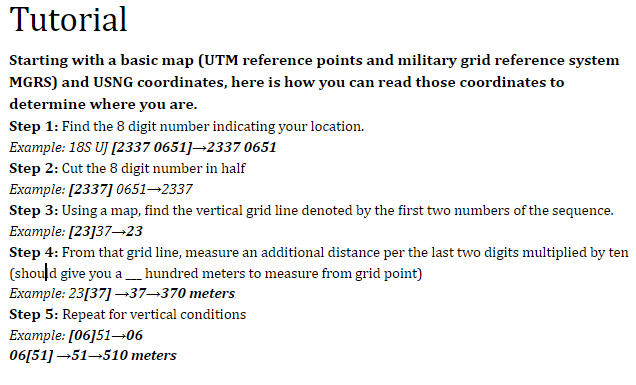 Tutorial
Starting with a basic map (UTM reference points and military grid reference system
MGRS) and USNG coordinates, here is how you can read those coordinates to
determine where you are.
Step 1: Find the 8 digit number indicating your location.
Example: 18S UJ [2337 0651]→2337 0651
Step 2: Cut the 8 digit number in half
Example: [2337] 0651→2337
Step 3: Using a map, find the vertical grid line denoted by the first two numbers of the sequence.
Example: [23]37→23
Step 4: From that grid line, measure an additional distance per the last two digits multiplied by ten
(should give you a ___ hundred meters to measure from grid point)
Example: 23[37] →37→370 meters
Step 5: Repeat for vertical conditions
Example: [06]51→06
06[51] →51→510 meters